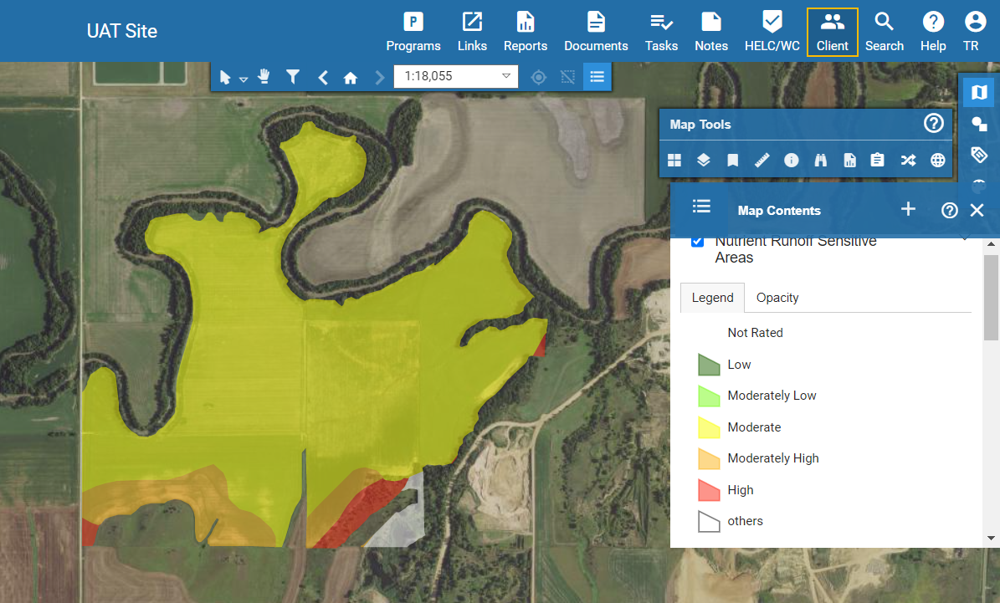 UAT Site
Programs
Links
Reports
Documents
Tasks
Notes
HELC/WC
Client
Search
Help
TR
1:18,055
Map Tools
Map Contents
Nutrient Runoff Sensitive
Areas
Legend
Opacity
Not Rated
Low
Moderately Low
Moderate
Moderately High
High
others